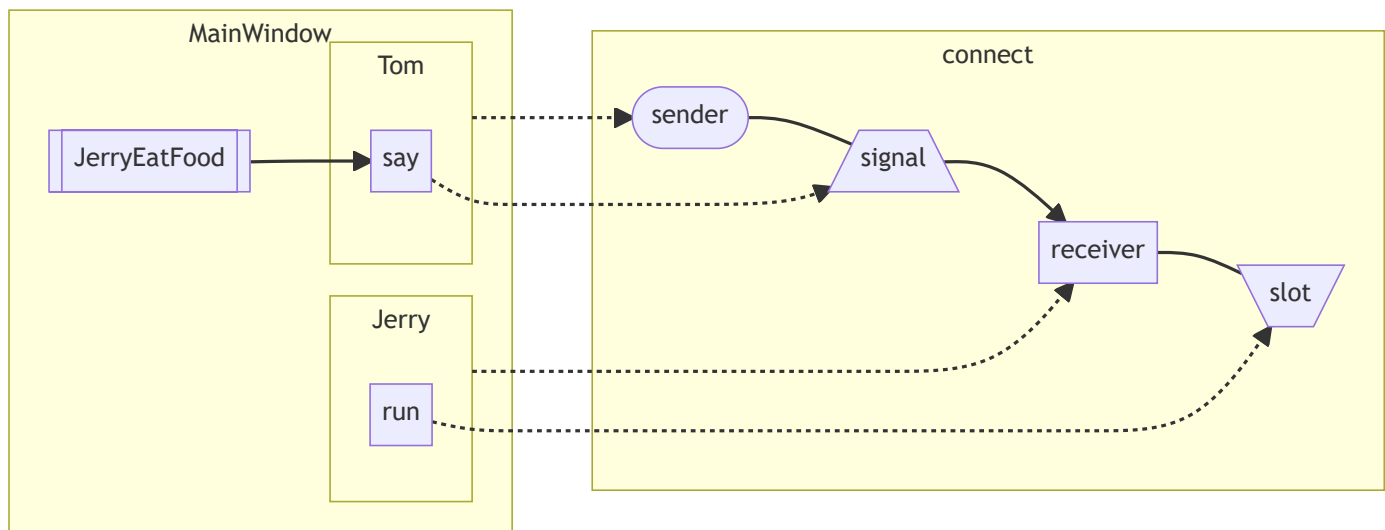 MainWindow
Tom
JerryEatFood
say
Jerry
run
connect
sender
signal
receiver
slot